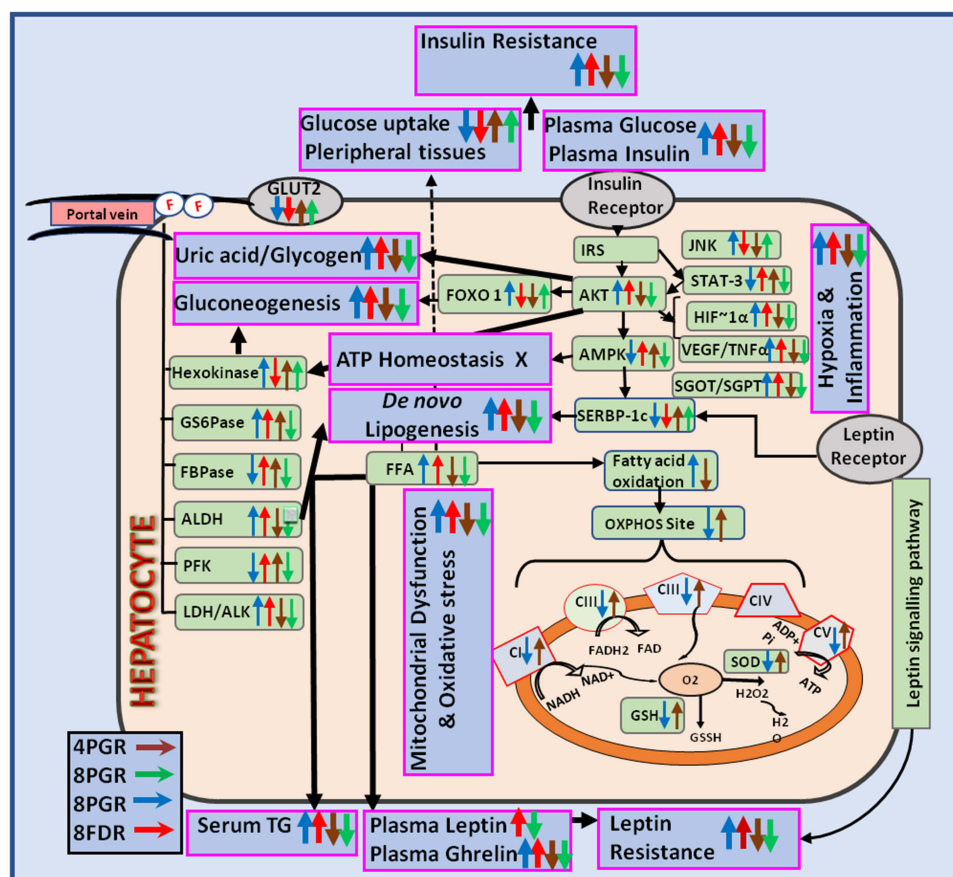 Insulin Resistance
Glucose uptake
Pleripheral tissues
Plasma Glucose
Plasma Insulin
GLUT2
Insulin
Receptor
Portal vein
F
F
IRS
JNK
Uric acid/Glycogen
STAT-3
Gluconeogenesis
FOXO 1
AKT
HIF~1α
Hypoxia &
Inflammation
ATP Homeostasis X
AMPK
VEGF/TNFα
Hexokinase
SGOT/SGPT
De novo
Lipogenesis
SERBP-1c
GS6Pase
Leptin
Receptor
FBPase
FFA
Fatty acid
oxidation
ALDH
OXPHOS Site
PFK
LDH/ALK
HEPATOCYTE
Mitochondrial Dysfunction
& Oxidative stress
Leptin signalling pathway
CIII
CIII
CIV
CI
FADH2
FAD
ADP+
Pi
CV
ATP
NADH
NAD+
O2
SOD
H2O2
H2
O
GSH
GSSH
4PGR
8PGR
8PGR
8FDR
Serum TG
Plasma Leptin
Plasma Ghrelin
Leptin
Resistance